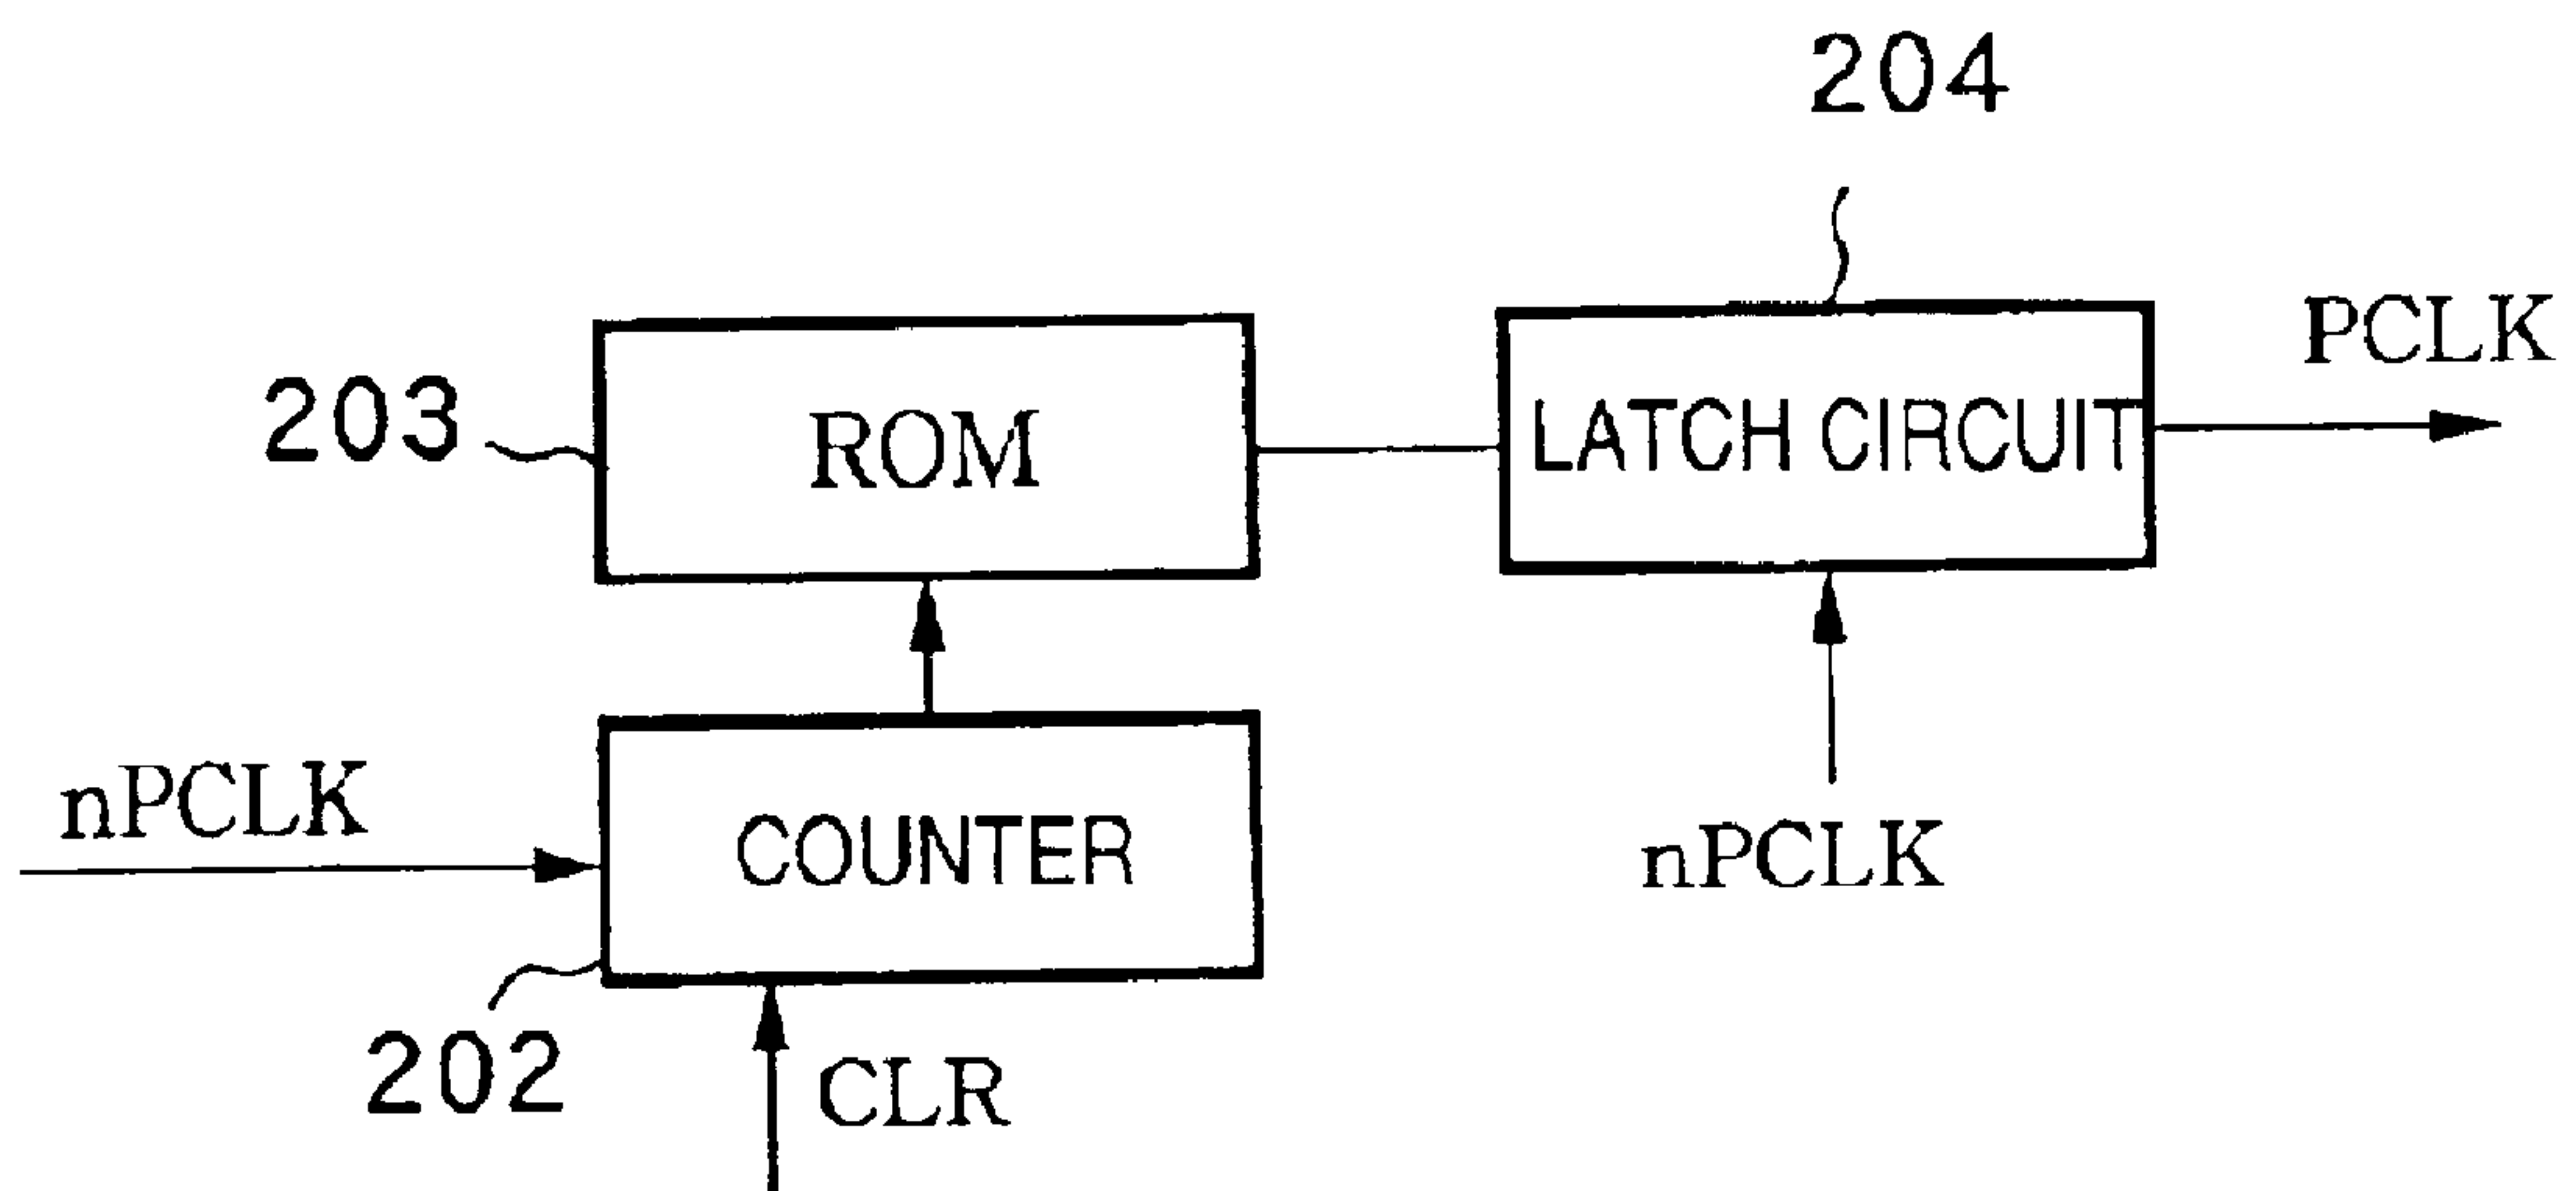 204
PCLK
203
ROM
LATCH CIRCUIT
nPCLK
COUNTER
nPCLK
202
CLR